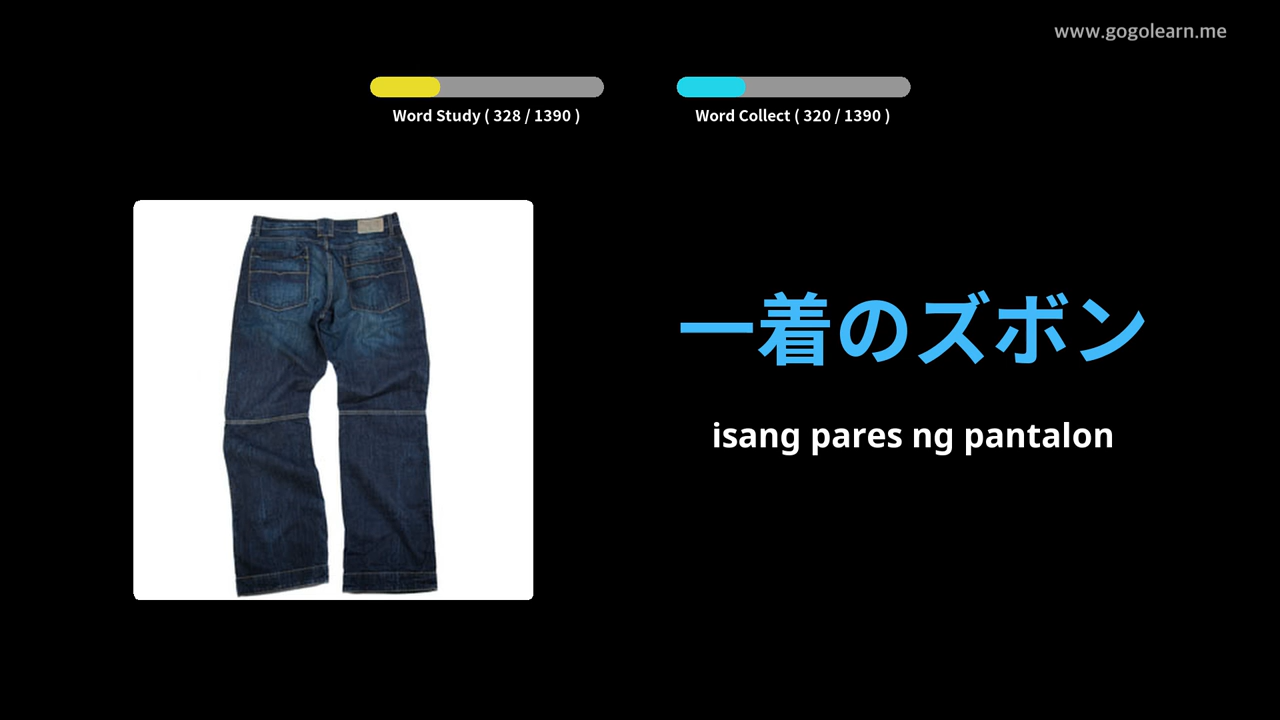 www.gogolearn.me
Word Study ( 328 / 1390 )
Word Collect ( 320 / 1390 )
一着のズボン
isang pares ng pantalon